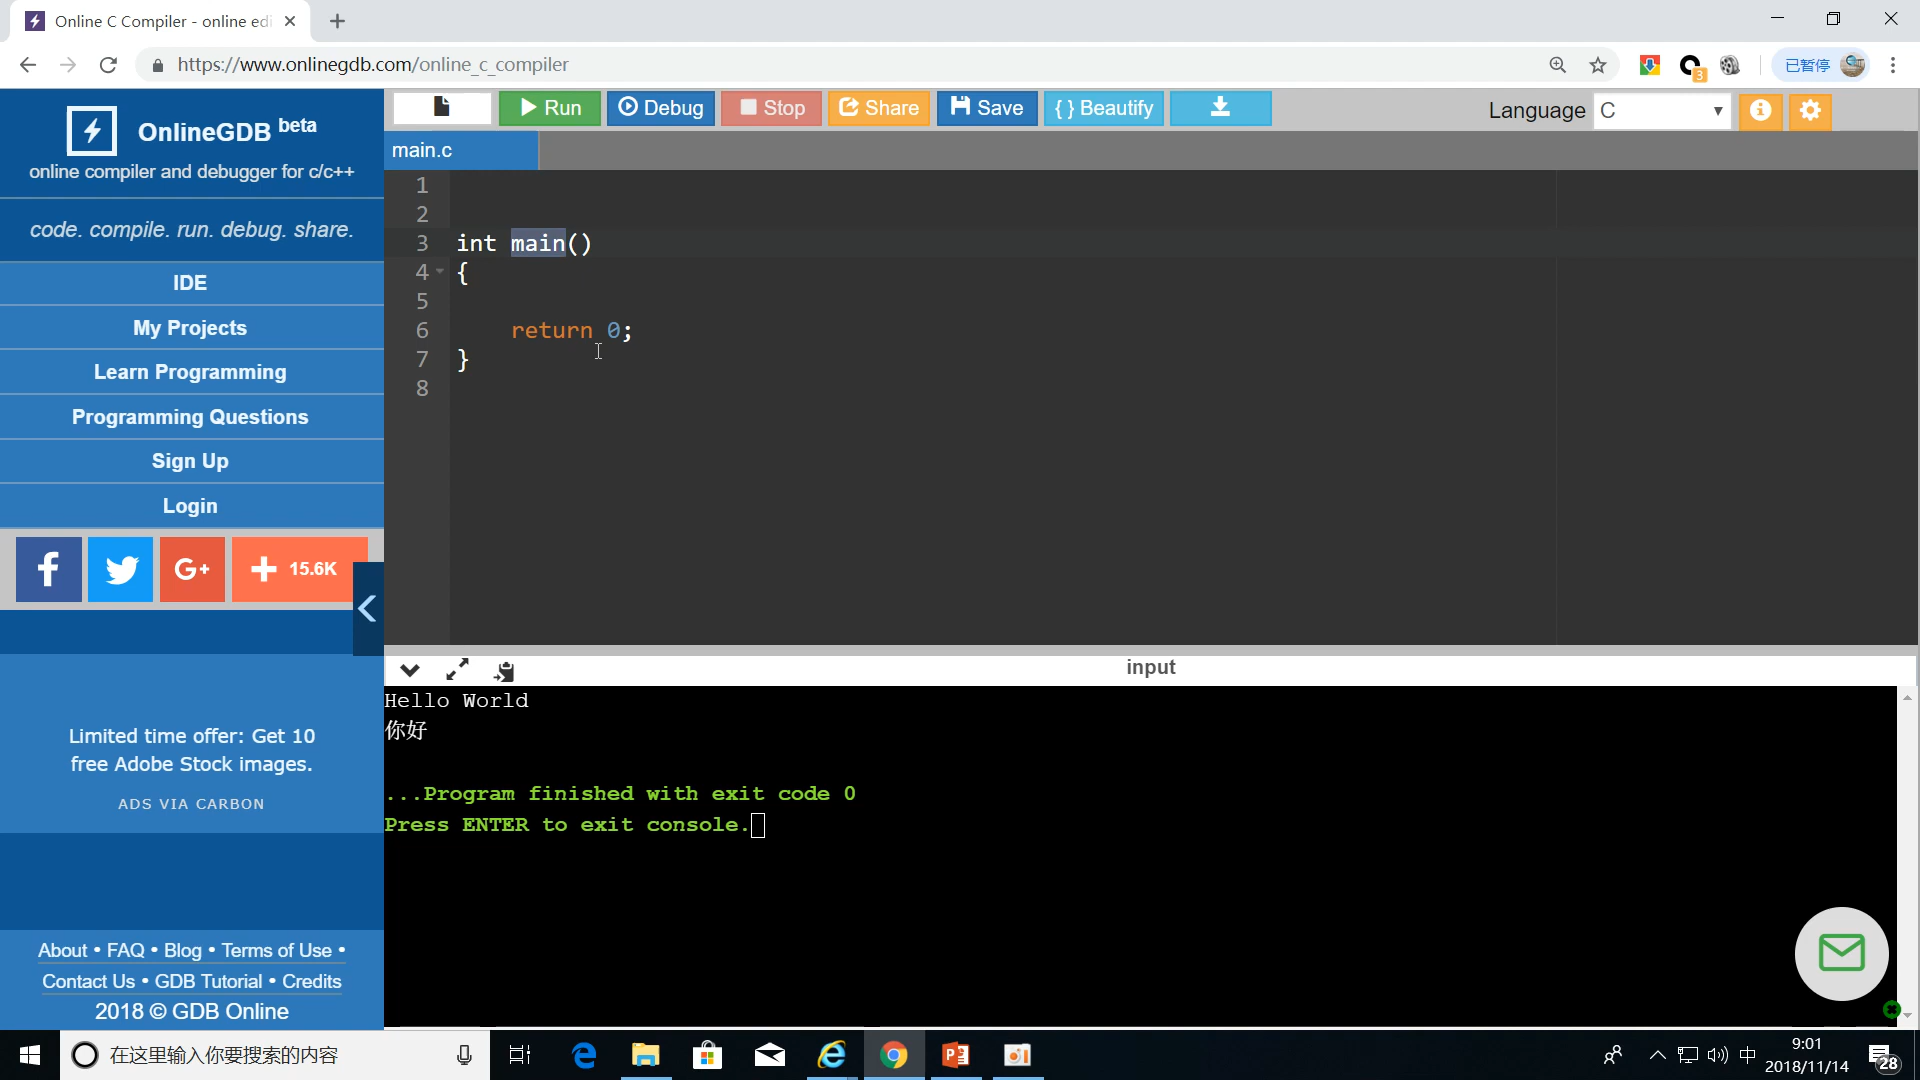 Online C Compiler - online edi
https://www.onlinegdb.com/online_c_compiler
3
已暂停
OnlineGDB beta
online compiler and debugger for c/c++
code. compile. run. debug. share.
IDE
My Projects
Learn Programming
Programming Questions
Sign Up
Login
G+
15.6K
Limited time offer: Get 10
free Adobe Stock images.
ADS VIA CARBON
About • FAQ • Blog • Terms of Use •
Contact Us • GDB Tutorial • Credits
2018 © GDB Online
Run
Debug
Stop
Share
Save
{ } Beautify
Language
C
main.c
1
2
3 int main()
4 {
5
6 return 0;
7 }
8
input
Hello World
你好
...Program finished with exit code 0
Press ENTER to exit console.
在这里输入你要搜索的内容
中
9:01
2018/11/14
28